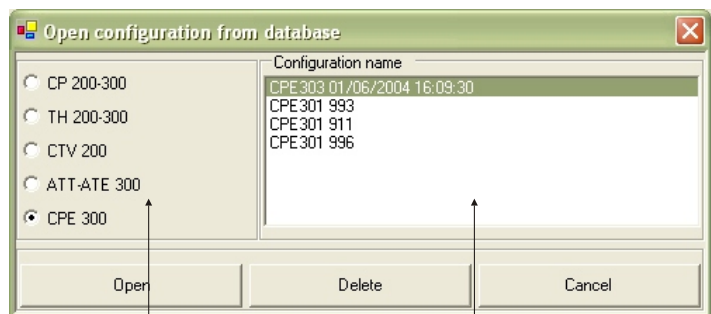 Open configuration from database
CP 200-300
TH 200-300
CTV 200
ATT-ATE 300
CPE 300
Configuration name
CPE303 01/06/2004 16:09:30
CPE301 993
CPE301 911
CPE301 996
Open
Delete
Cancel